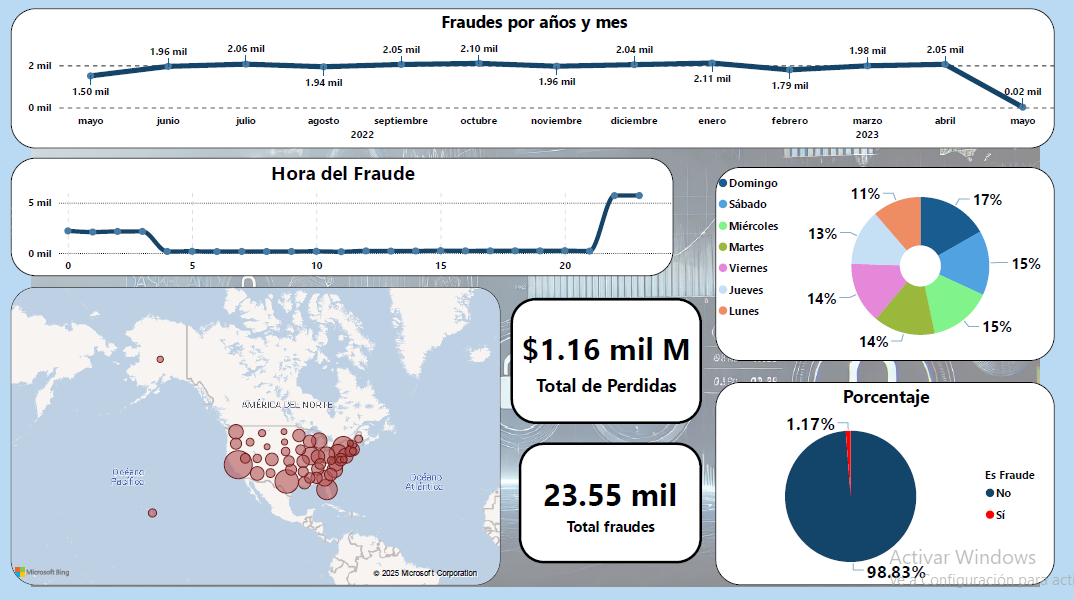 Fraudes por años y mes
1.96 mil 2.06 mil 2.05 mil 2.10 mil 2.04 mil 1.98 mil 2.05 mil
2 mil
1.50 mil 1.94 mil 1.96 mil 2.11 mil 1.79 mil 0.02 mil
0 mil
mayo junio julio agosto septiembre octubre noviembre diciembre enero febrero marzo abril mayo
2022 2023
Hora del Fraude
5 mil
0 mil
0 5 10 15 20
Domingo
Sábado
Miércoles
Martes
Viernes
Jueves
Lunes
11%
17%
13%
15%
14%
15%
14%
AMÉRICA DEL NORTE
Océano
Pacífico
Océano
Atlántico
Microsoft Bing
© 2025 Microsoft Corporation
$1.16 mil M
Total de Perdidas
23.55 mil
Total fraudes
Porcentaje
1.17%
98.83%
Es Fraude
No
Sí
Activar Windows
Ve a Configuración para act